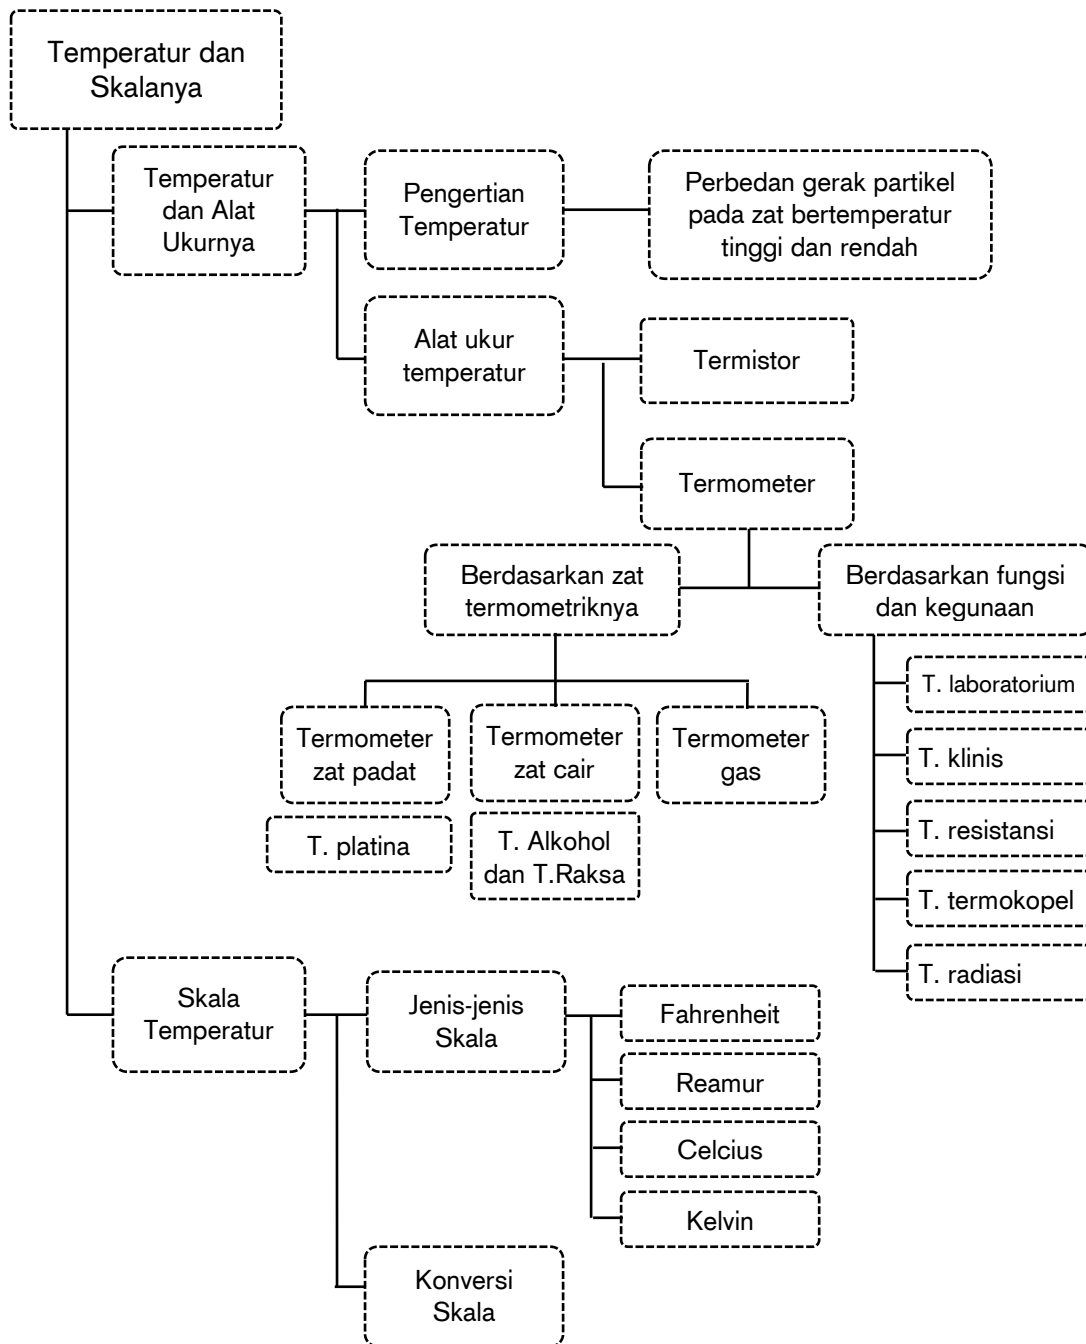 Temperatur dan
Skalanya
Temperatur
dan Alat
Ukurnya
Pengertian
Temperatur
Perbedan gerak partikel
pada zat bertemperatur
tinggi dan rendah
Alat ukur
temperatur
Termistor
Termometer
Berdasarkan zat
termometriknya
Berdasarkan fungsi
dan kegunaan
T. laboratorium
T. klinis
T. resistansi
T. termokopel
T. radiasi
Termometer
zat padat
Termometer
zat cair
Termometer
gas
T. platina
T. Alkohol
dan T.Raksa
Skala
Temperatur
Jenis-jenis
Skala
Fahrenheit
Reamur
Celcius
Kelvin
Konversi
Skala